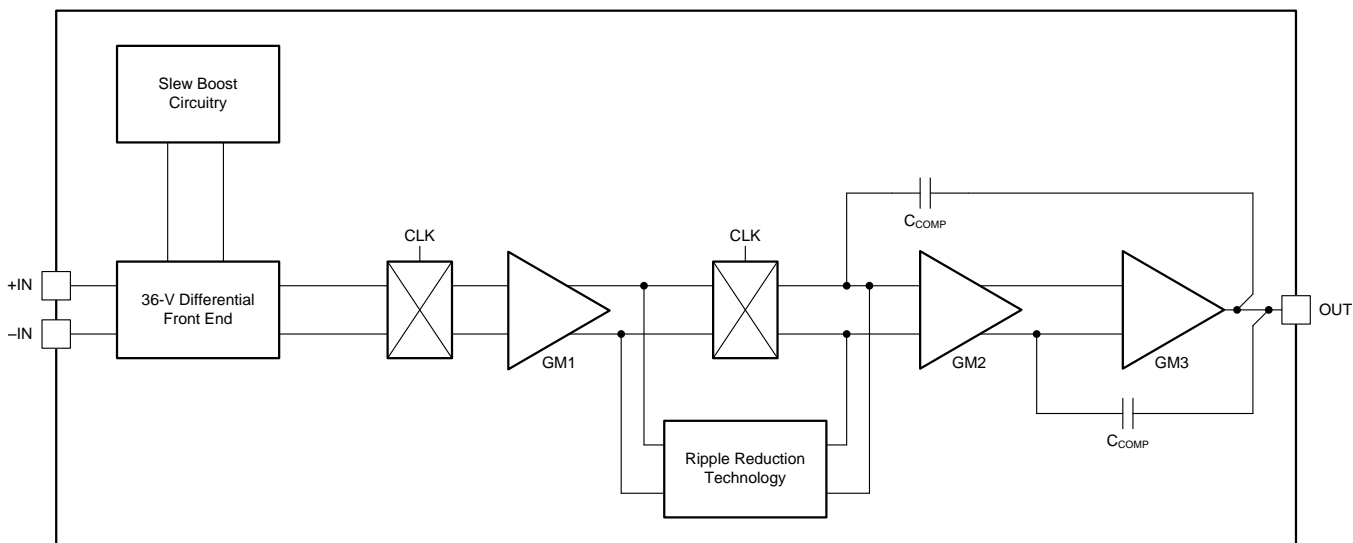 Slew Boost
Circuitry
CLK
CLK
C_COMP
+IN
36-V Differential
Front End
OUT
–IN
GM1
GM2
GM3
C_COMP
Ripple Reduction
Technology